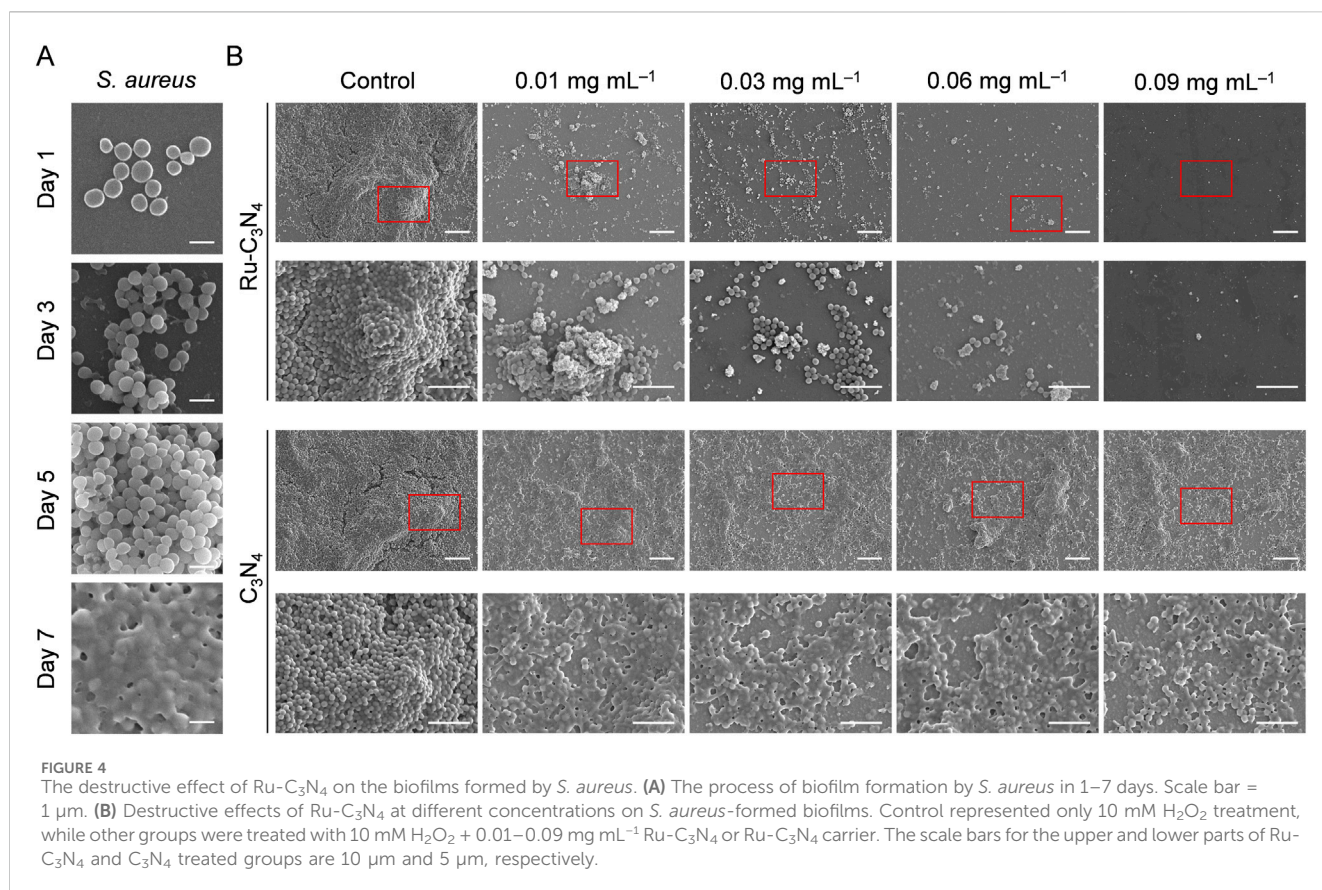 A
B
S. aureus
Control
0.01 mg mL⁻¹
0.03 mg mL⁻¹
0.06 mg mL⁻¹
0.09 mg mL⁻¹
Day 1
Day 3
Day 5
Day 7
Ru-C₃N₄
C₃N₄
FIGURE 4
The destructive effect of Ru-C₃N₄ on the biofilms formed by S. aureus. (A) The process of biofilm formation by S. aureus in 1–7 days. Scale bar =
1 μm. (B) Destructive effects of Ru-C₃N₄ at different concentrations on S. aureus-formed biofilms. Control represented only 10 mM H₂O₂ treatment,
while other groups were treated with 10 mM H₂O₂ + 0.01–0.09 mg mL⁻¹ Ru-C₃N₄ or Ru-C₃N₄ carrier. The scale bars for the upper and lower parts of Ru-
C₃N₄ and C₃N₄ treated groups are 10 μm and 5 μm, respectively.